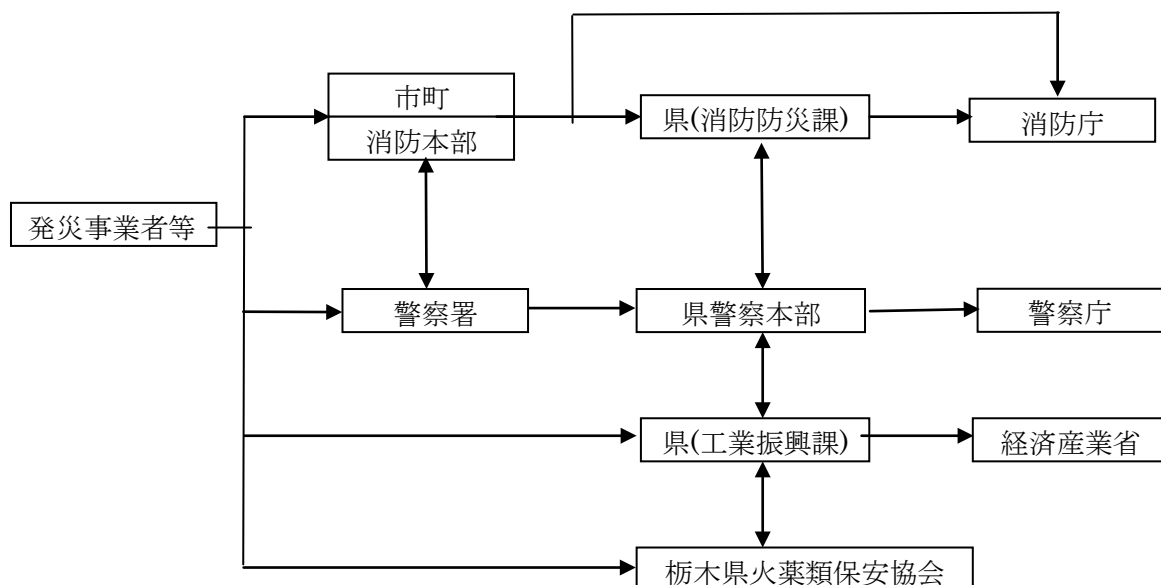 市町
消防本部
県(消防防災課)
消防庁
発災事業者等
警察署
県警察本部
警察庁
県(工業振興課)
経済産業省
栃木県火薬類保安協会